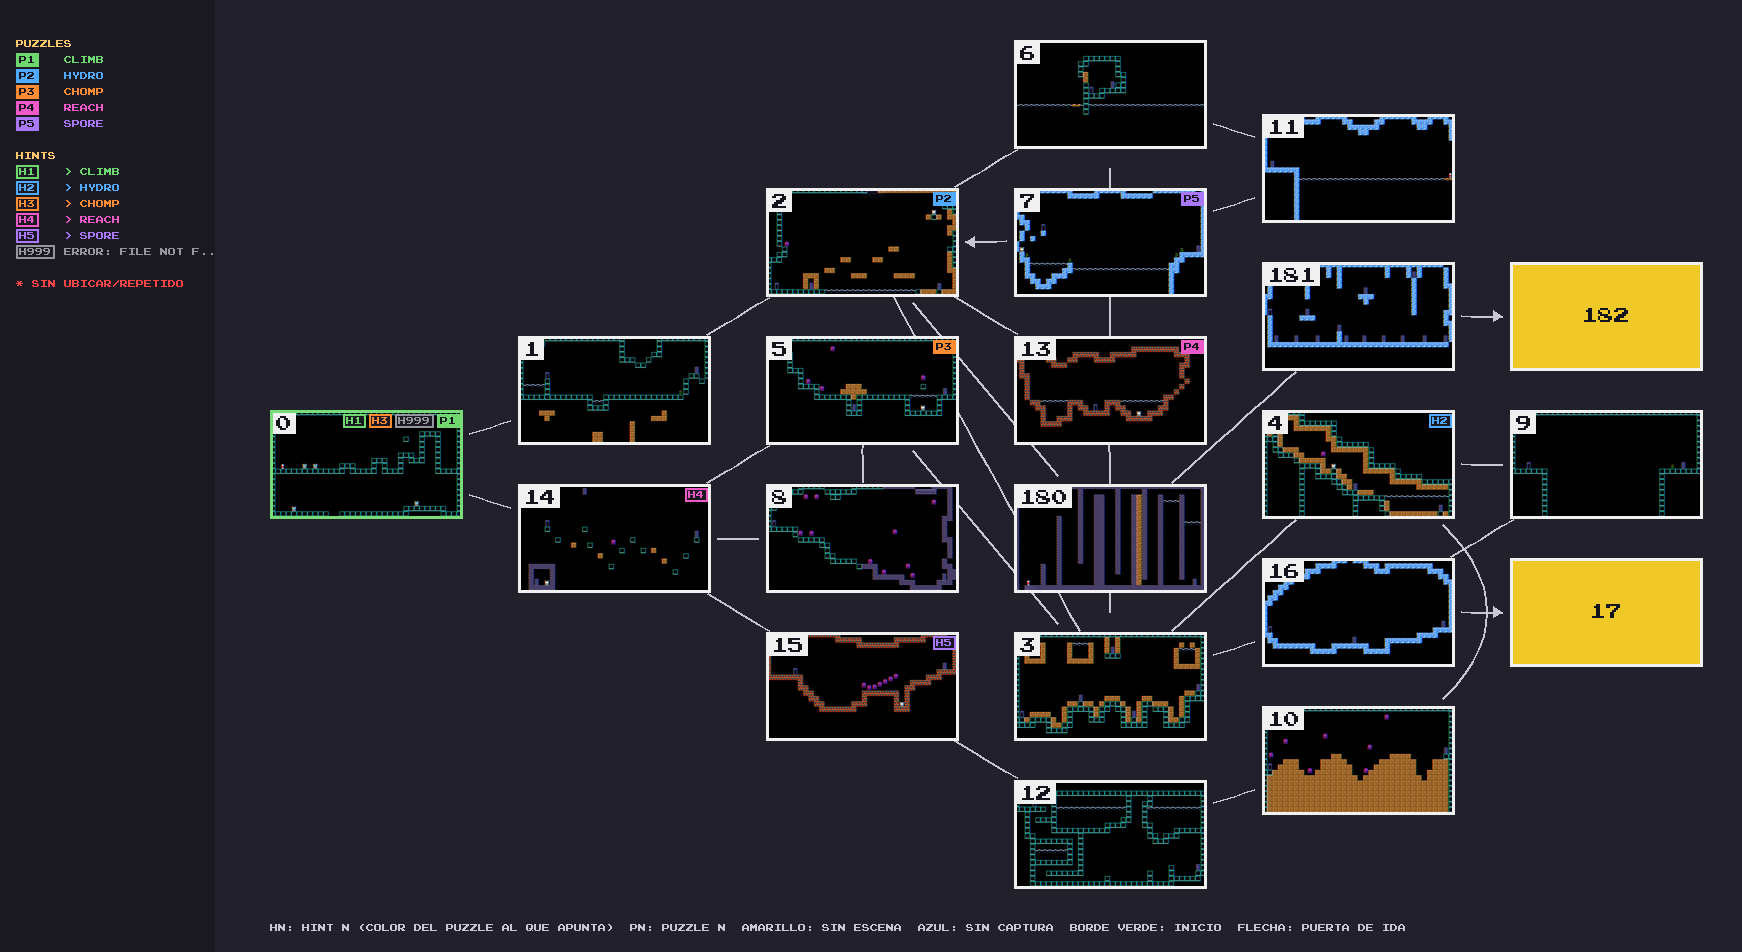 PUZZLES
P1 CLIMB
P2 HYDRO
P3 CHOMP
P4 REACH
P5 SPORE
HINTS
H1 > CLIMB
H2 > HYDRO
H3 > CHOMP
H4 > REACH
H5 > SPORE
H999 ERROR: FILE NOT F..
* SIN UBICAR/REPETIDO
6
11
2 P2
7 P5
181
182
1
5 P3
13 P4
0 H1 H3 H999 P1
4 H2
9
14 H4
8
180
16
17
15 H5
3
10
12
HN: HINT N (COLOR DEL PUZZLE AL QUE APUNTA) PN: PUZZLE N AMARILLO: SIN ESCENA AZUL: SIN CAPTURA BORDE VERDE: INICIO FLECHA: PUERTA DE IDA